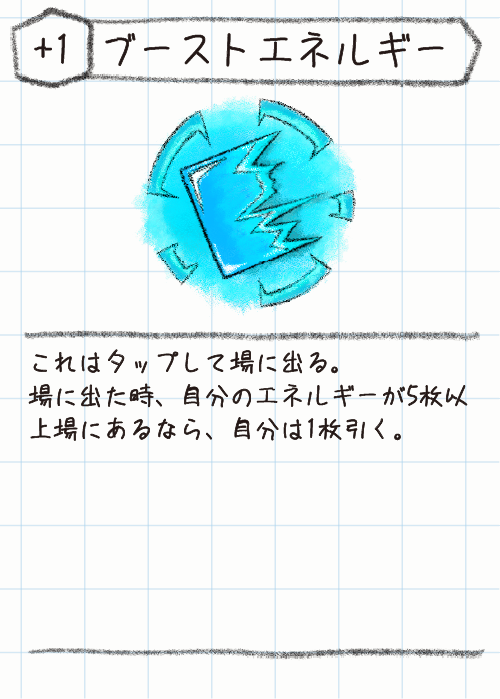 +1 ブーストエネルギー
これはタップして場に出る。
場に出た時、自分のエネルギーが5枚以
上場にあるなら、自分は1枚引く。